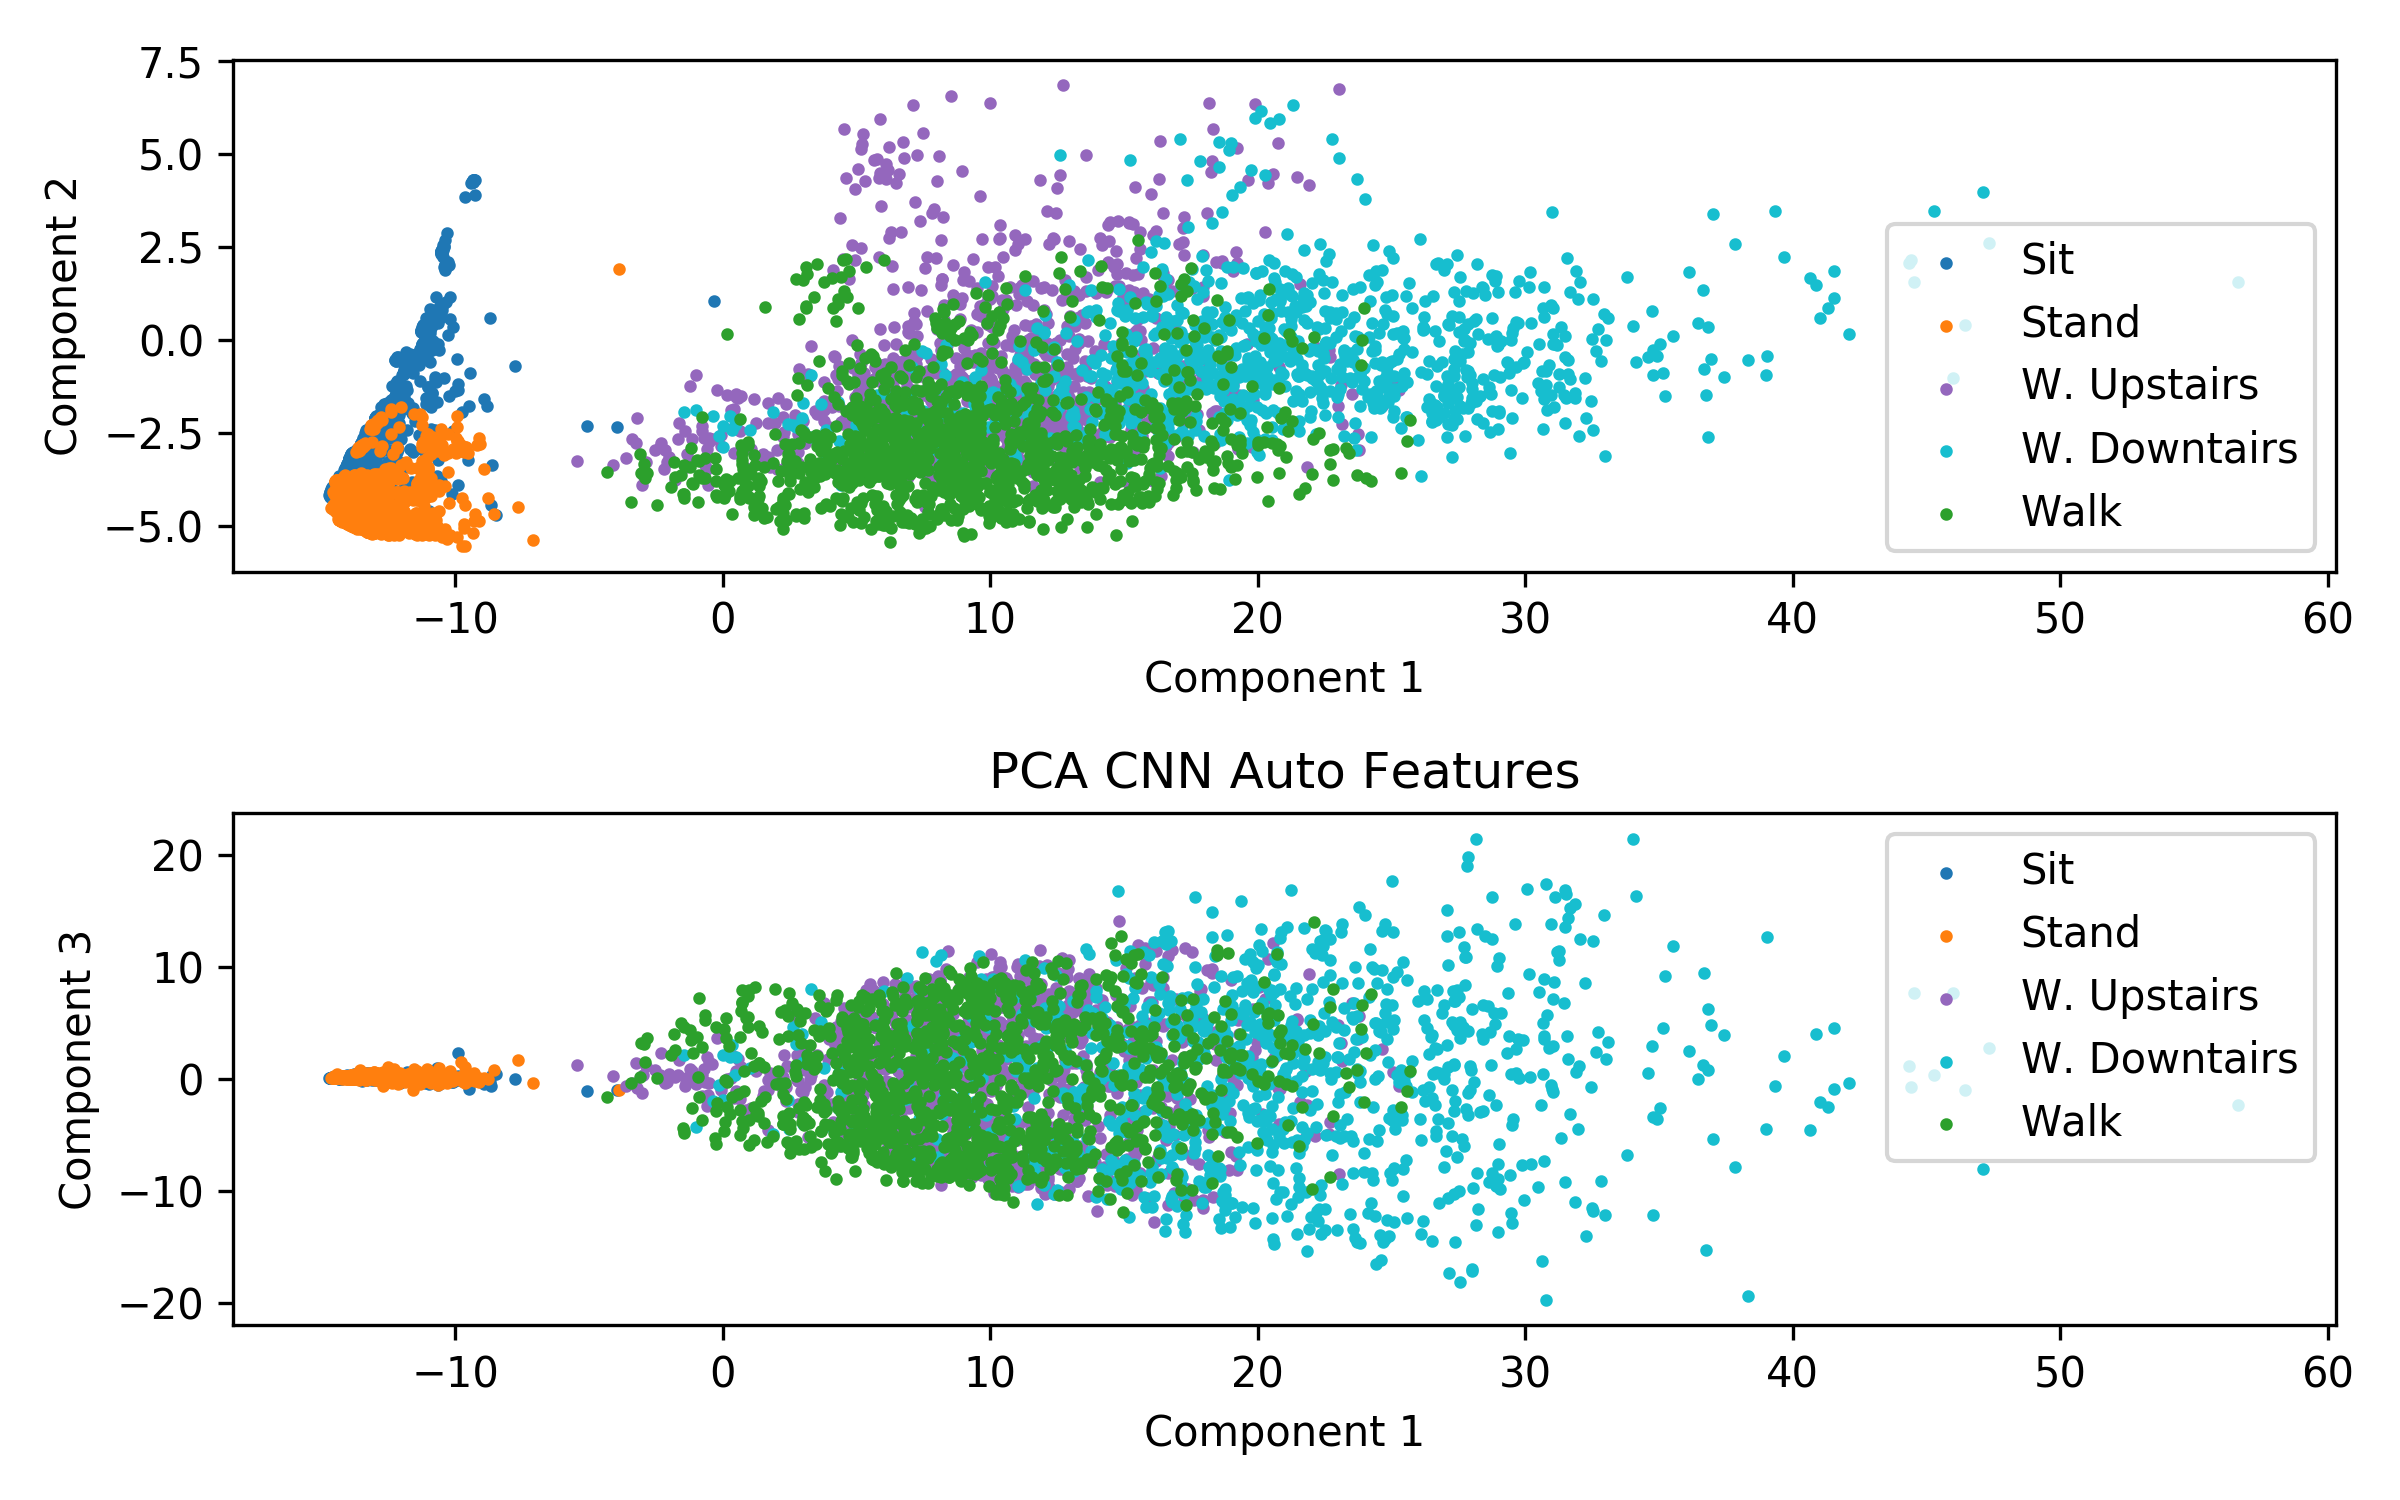 7.5
5.0
2.5
0.0
−2.5
−5.0
Component 2
Sit
Stand
W. Upstairs
W. Downtairs
Walk
−10 0 10 20 30 40 50 60
Component 1
PCA CNN Auto Features
20
10
0
−10
−20
Component 3
Sit
Stand
W. Upstairs
W. Downtairs
Walk
−10 0 10 20 30 40 50 60
Component 1